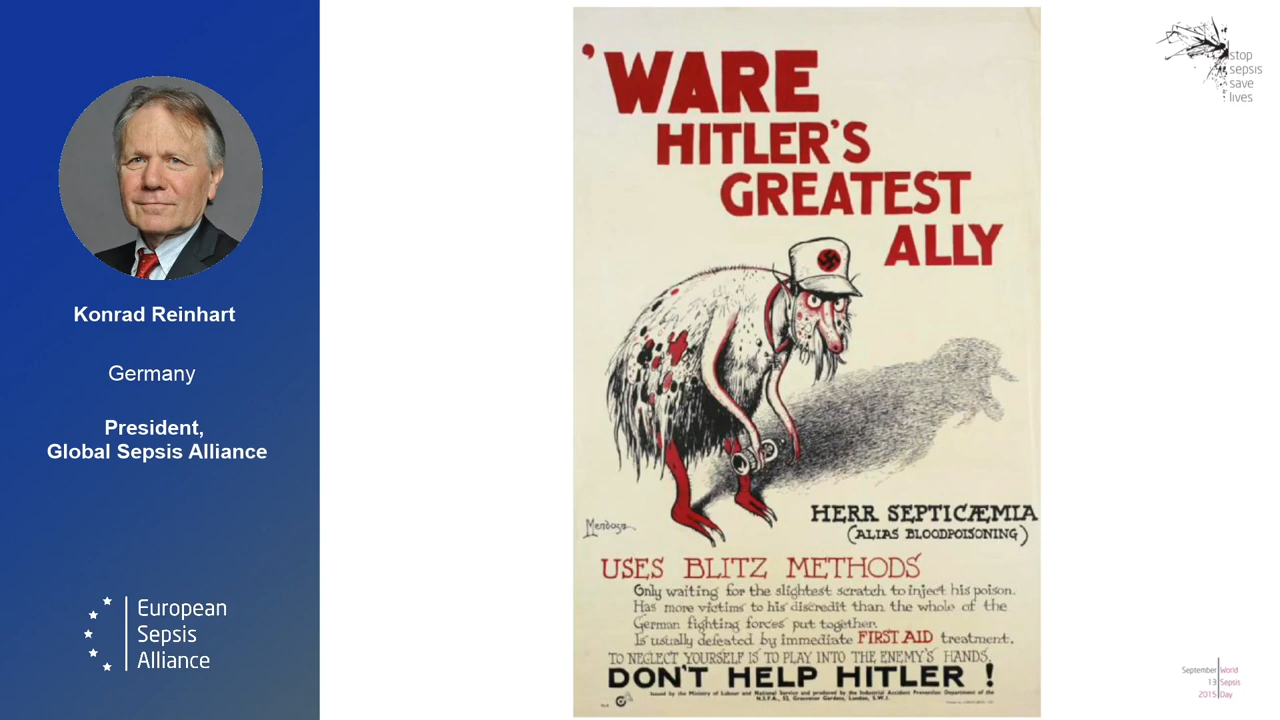 Konrad Reinhart
Germany
President,
Global Sepsis Alliance
European
Sepsis
Alliance
'WARE
HITLER'S
GREATEST
ALLY
Mendoza
HERR SEPTICÆMIA
(ALIAS BLOODPOISONING)
USES BLITZ METHODS
Only waiting for the slightest scratch to inject his poison.
Has more victims to his discredit than the whole of the
German fighting forces put together.
Is usually defeated by immediate FIRST AID treatment.
TO NEGLECT YOURSELF IS TO PLAY INTO THE ENEMY'S HANDS.
DON'T HELP HITLER !
Issued by the Ministry of Labour and National Service and produced by the Industrial Accident Prevention Department of the
R.S.P.A., 52, Grosvenor Gardens, London, S.W.1.
stop
sepsis
save
lives
September World
13 Sepsis
2015 Day